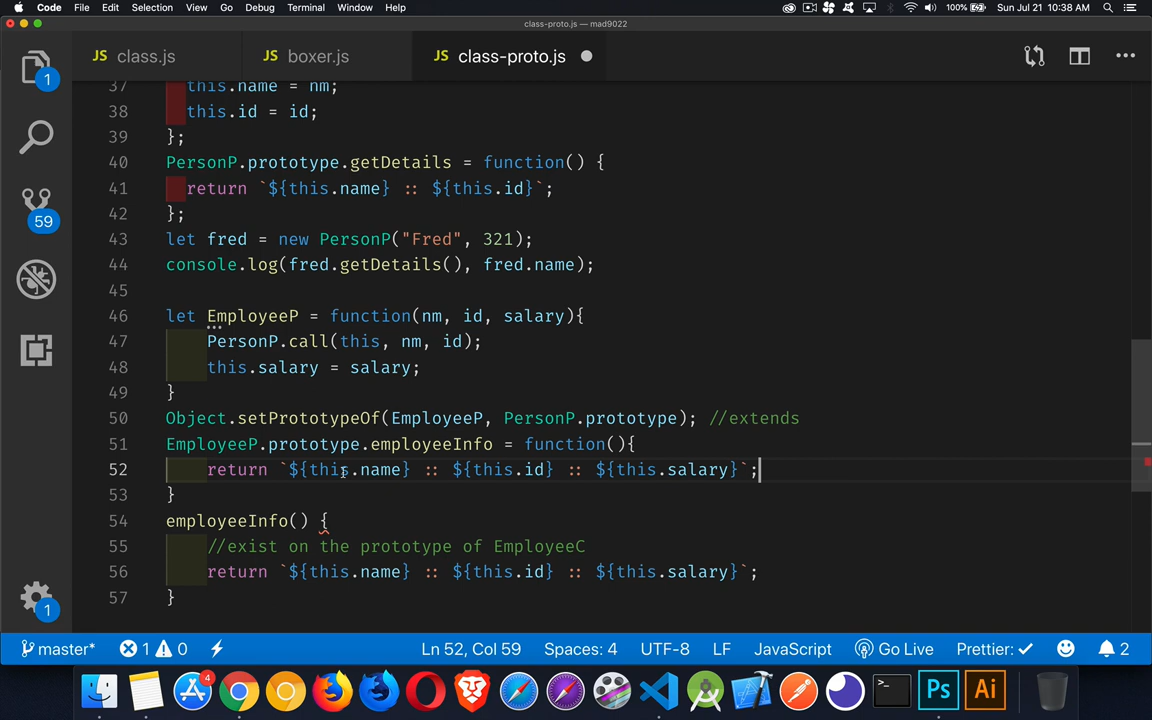 Code File Edit Selection View Go Debug Terminal Window Help 100% Sun Jul 21 10:38 AM
class-proto.js — mad9022
JS class.js JS boxer.js JS class-proto.js
37 this.name = nm;
38 this.id = id;
39 };
40 PersonP.prototype.getDetails = function() {
41 return `${this.name} :: ${this.id}`;
42 };
43 let fred = new PersonP("Fred", 321);
44 console.log(fred.getDetails(), fred.name);
45
46 let EmployeeP = function(nm, id, salary){
47 PersonP.call(this, nm, id);
48 this.salary = salary;
49 }
50 Object.setPrototypeOf(EmployeeP, PersonP.prototype); //extends
51 EmployeeP.prototype.employeeInfo = function(){
52 return `${this.name} :: ${this.id} :: ${this.salary}`;
53 }
54 employeeInfo() {
55 //exist on the prototype of EmployeeC
56 return `${this.name} :: ${this.id} :: ${this.salary}`;
57 }
1
59
1
master* 1 0 Ln 52, Col 59 Spaces: 4 UTF-8 LF JavaScript Go Live Prettier: ✓ 2
4
>_ Ps Ai